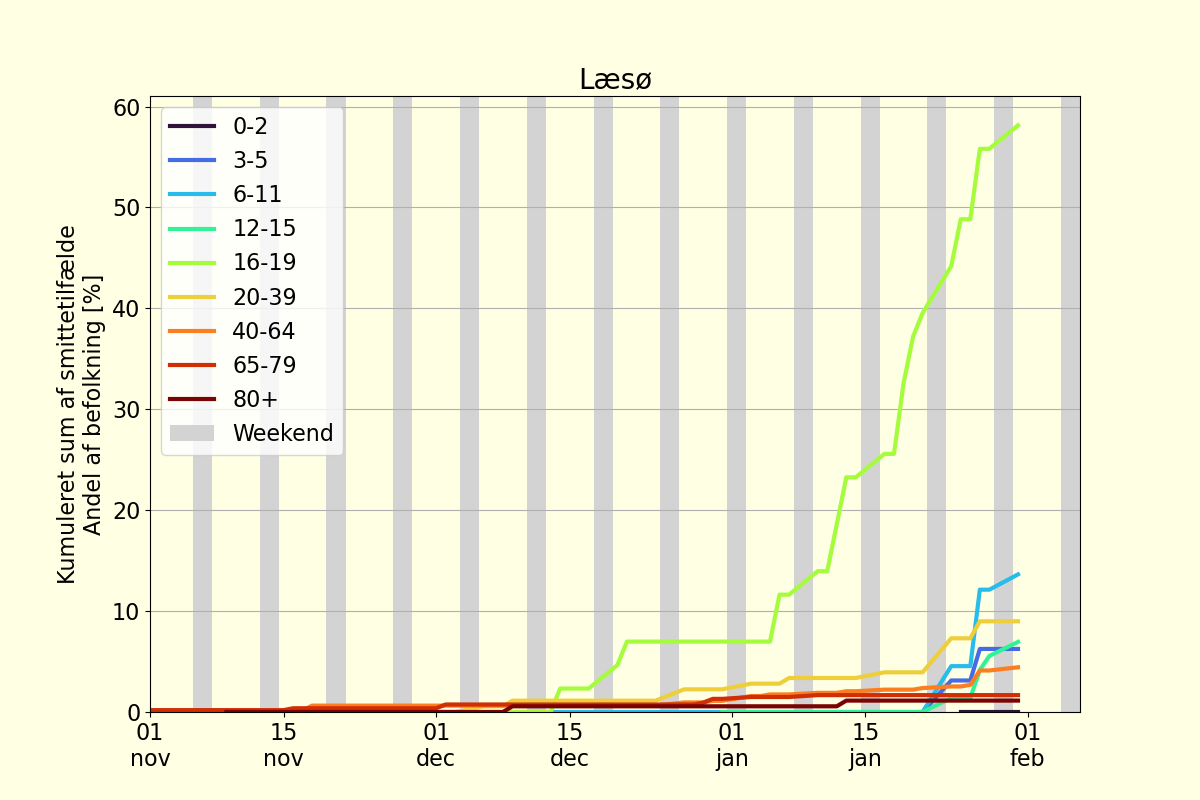 Læsø
Kumuleret sum af smittetilfælde
Andel af befolkning [%]
60
50
40
30
20
10
0
0-2
3-5
6-11
12-15
16-19
20-39
40-64
65-79
80+
Weekend
01 nov
15 nov
01 dec
15 dec
01 jan
15 jan
01 feb